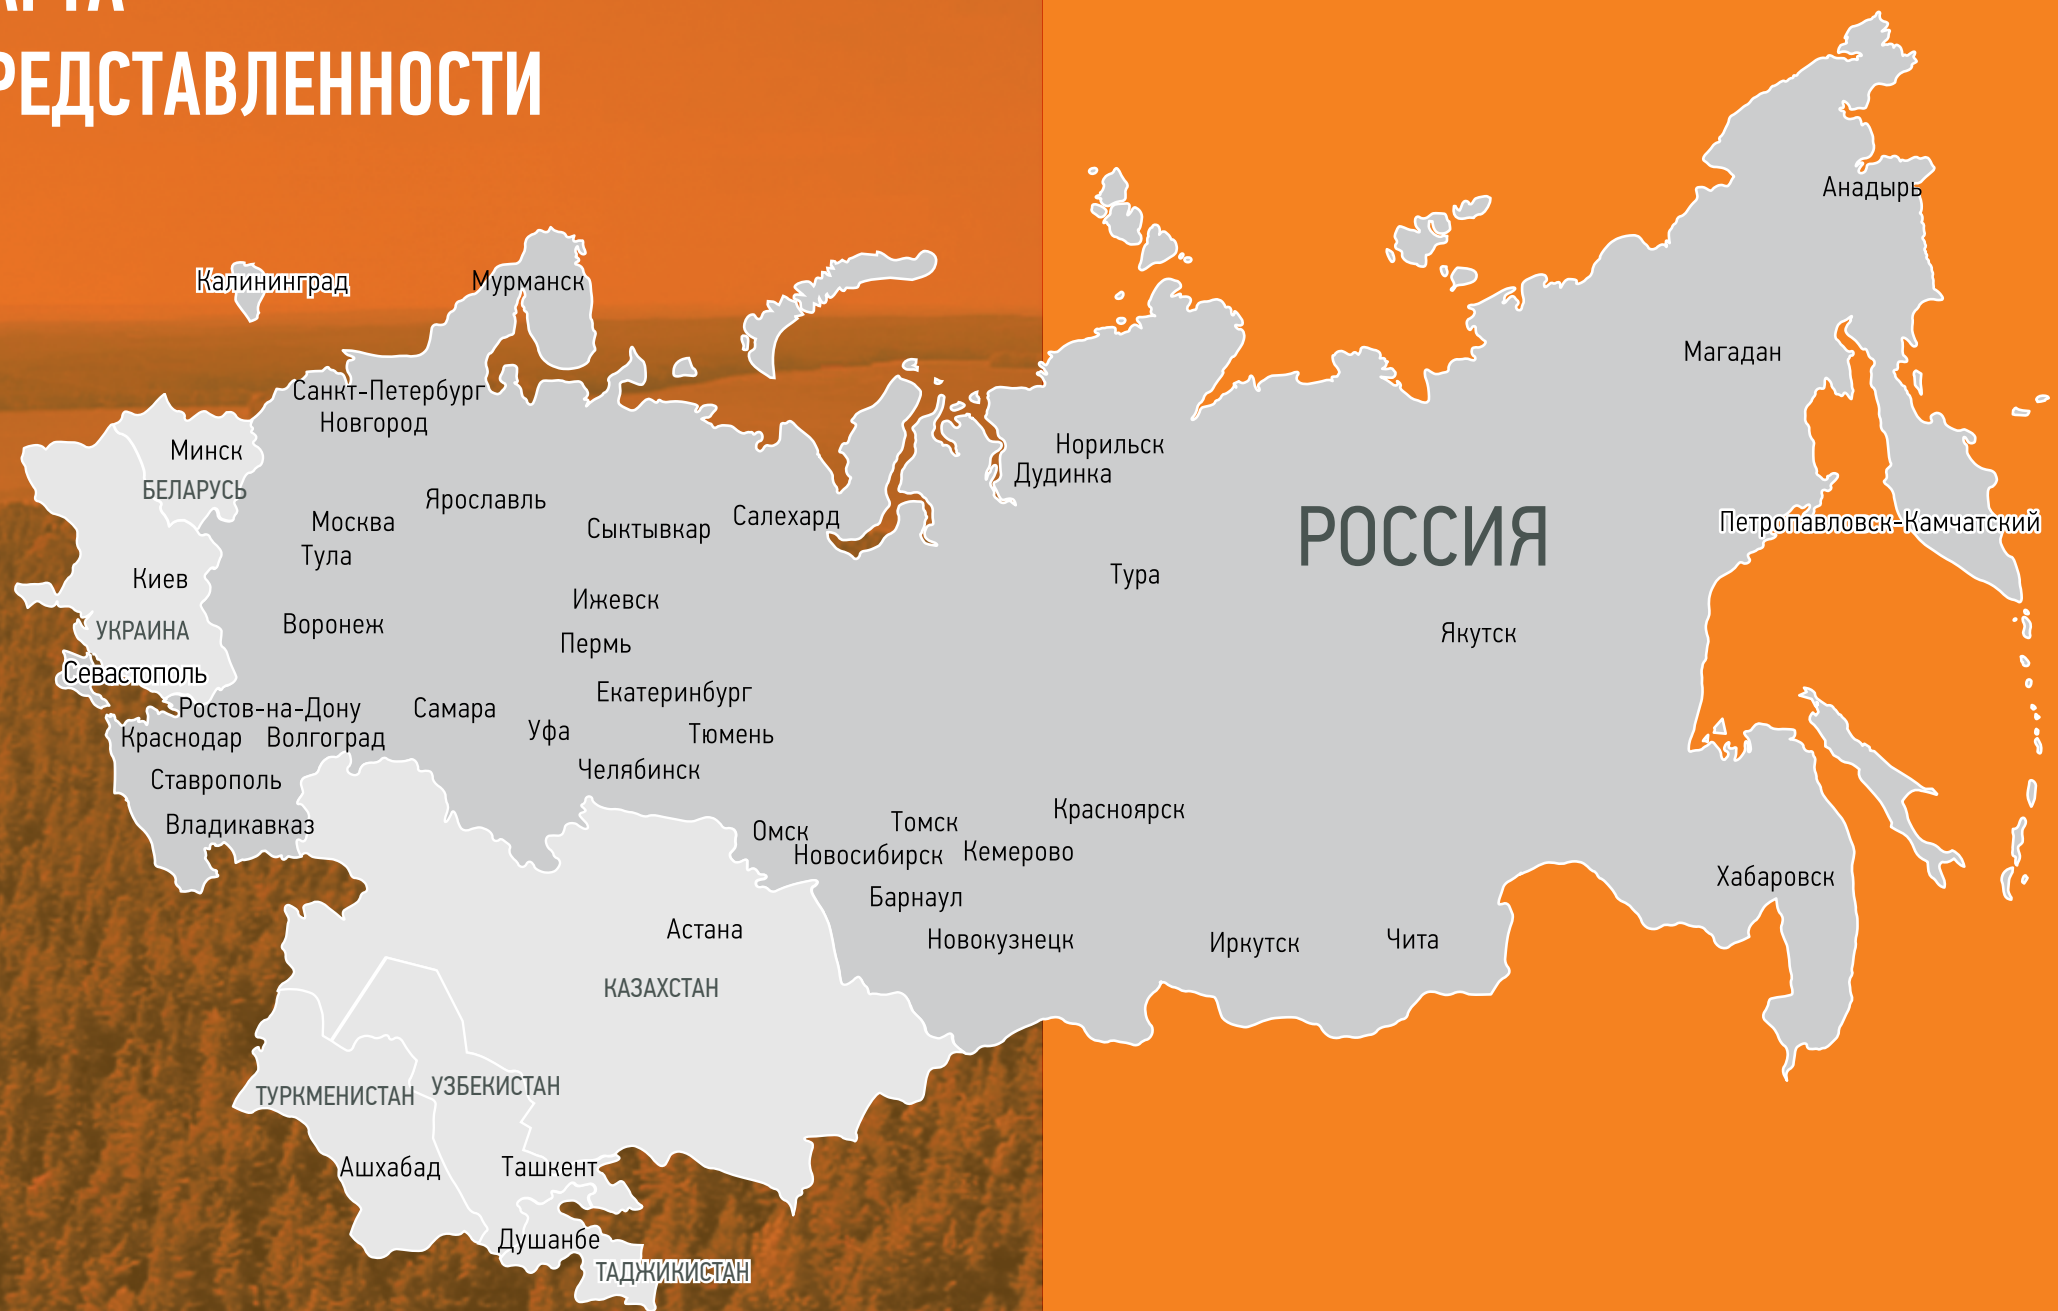 РЕДСТАВЛЕННОСТИ
Анадырь
Калининград
Мурманск
Магадан
Санкт-Петербург
Новгород
Минск
БЕЛАРУСЬ
Норильск
Дудинка
Ярославль
Москва
Сыктывкар
Салехард
РОССИЯ
Петропавловск-Камчатский
Тула
Киев
Тура
Ижевск
УКРАИНА
Воронеж
Пермь
Якутск
Севастополь
Екатеринбург
Ростов-на-Дону
Самара
Уфа
Тюмень
Краснодар
Волгоград
Челябинск
Ставрополь
Владикавказ
Омск
Томск
Красноярск
Новосибирск
Кемерово
Барнаул
Хабаровск
Астана
Новокузнецк
Иркутск
Чита
КАЗАХСТАН
ТУРКМЕНИСТАН
УЗБЕКИСТАН
Ашхабад
Ташкент
Душанбе
ТАДЖИКИСТАН